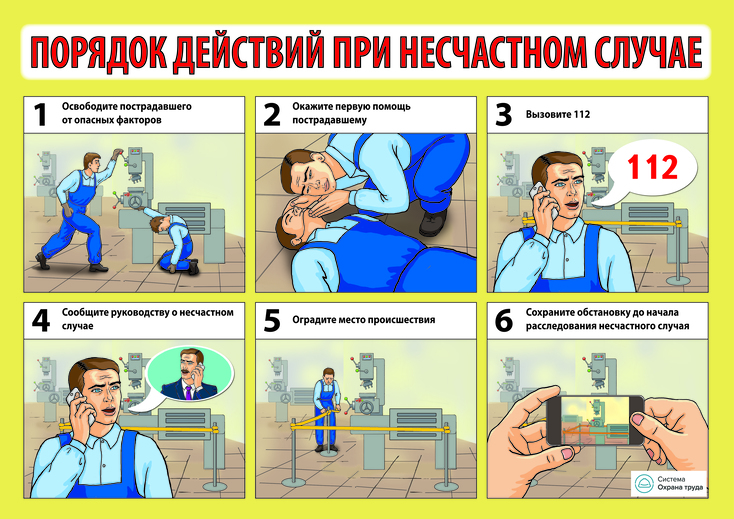 ПОРЯДОК ДЕЙСТВИЙ ПРИ НЕСЧАСТНОМ СЛУЧАЕ
1
Освободите пострадавшего
от опасных факторов
2
Окажите первую помощь
пострадавшему
3
Вызовите 112
112
4
Сообщите руководству о несчастном
случае
5
Оградите место происшествия
6
Сохраните обстановку до начала
расследования несчастного случая
Система
Охрана труда